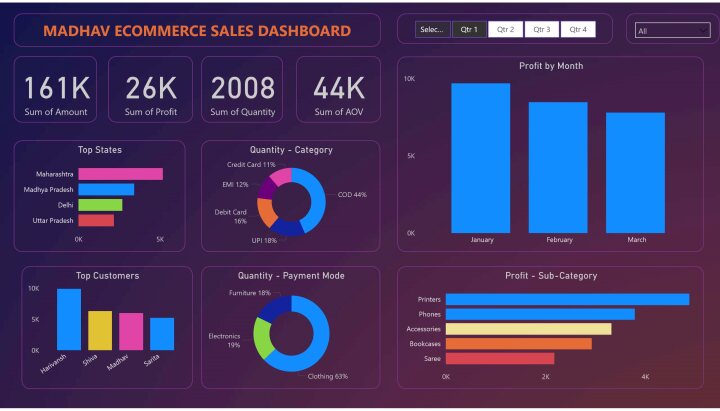 MADHAV ECOMMERCE SALES DASHBOARD
Selec... Qtr 1 Qtr 2 Qtr 3 Qtr 4
All
161K
Sum of Amount
26K
Sum of Profit
2008
Sum of Quantity
44K
Sum of AOV
Profit by Month
10K
5K
0K
January February March
Top States
Maharashtra
Madhya Pradesh
Delhi
Uttar Pradesh
0K 5K
Quantity - Category
Credit Card 11%
EMI 12%
COD 44%
Debit Card
16%
UPI 18%
Top Customers
10K
5K
0K
Harivansh Shiva Madhav Sarita
Quantity - Payment Mode
Furniture 18%
Electronics
19%
Clothing 63%
Profit - Sub-Category
Printers
Phones
Accessories
Bookcases
Saree
0K 2K 4K